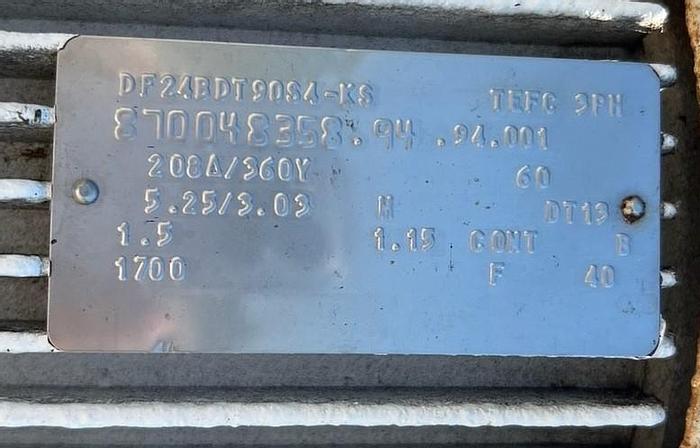 DF24BDT90S4-KS TEFC 3PH
870048358.94.94.001
208Δ/360Y 60
5.25/3.03 H DT13
1.5 1.15 CONT B
1700 F 40